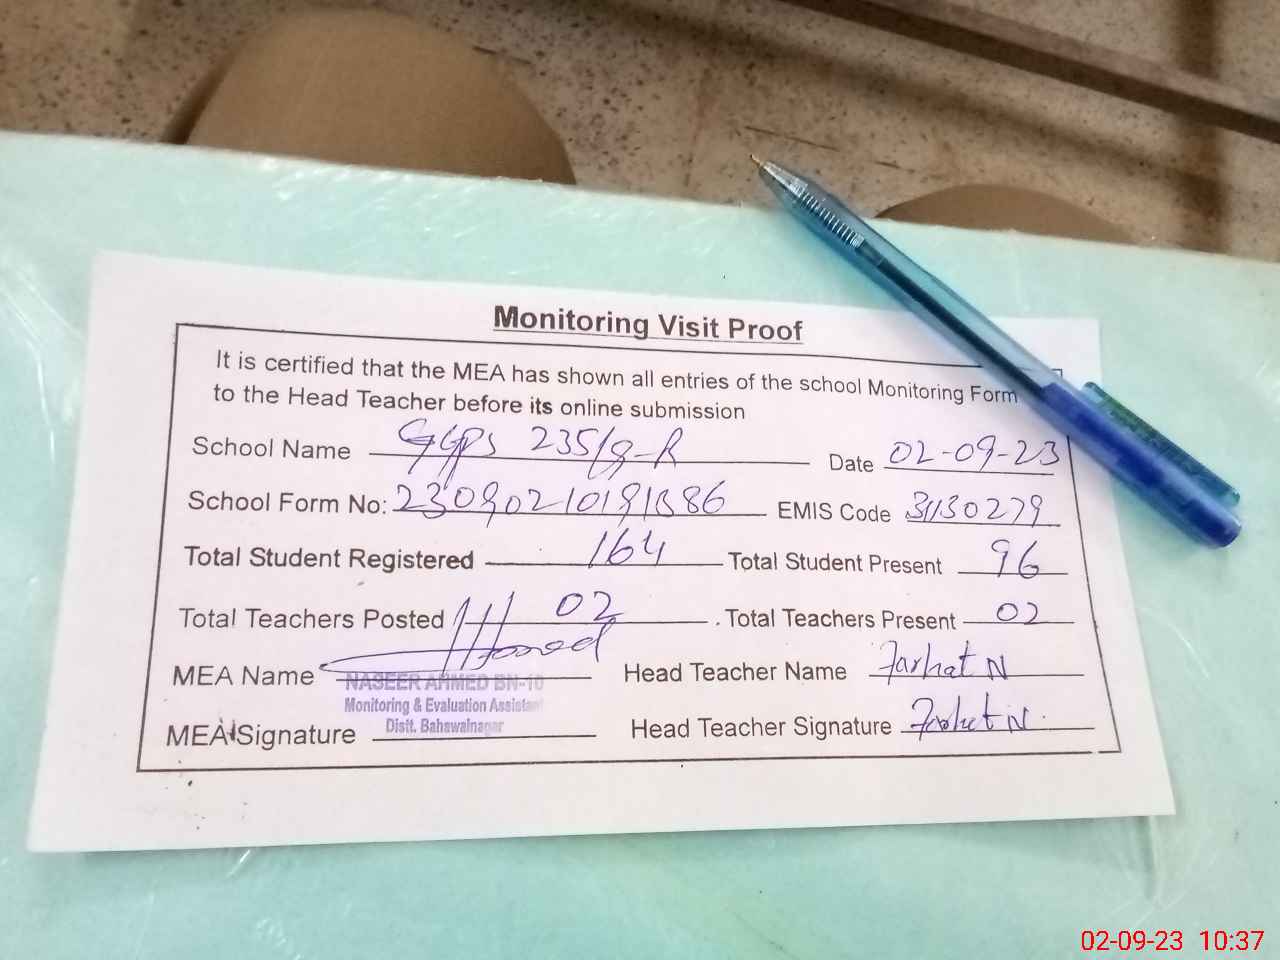 Monitoring Visit Proof
It is certified that the MEA has shown all entries of the school Monitoring Form
to the Head Teacher before its online submission
School Name GGPS 235/9-R Date 02-09-23
School Form No: EMIS Code 31130279
Total Student Registered 164 Total Student Present 96
Total Teachers Posted 02 Total Teachers Present 02
MEA Name Head Teacher Name Farhat N
NASEER AHMED BN-10
Monitoring & Evaluation Assistant
Distt. Bahawalnagar
MEA Signature Head Teacher Signature Farhat N.
02-09-23 10:37